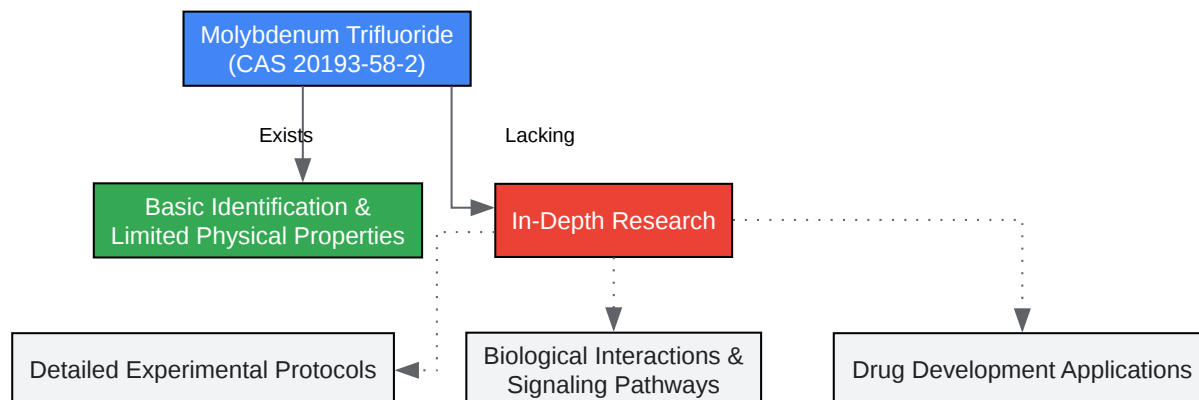 Molybdenum Trifluoride
(CAS 20193-58-2)
Exists
Lacking
Basic Identification &
Limited Physical Properties
In-Depth Research
Detailed Experimental Protocols
Biological Interactions &
Signaling Pathways
Drug Development Applications